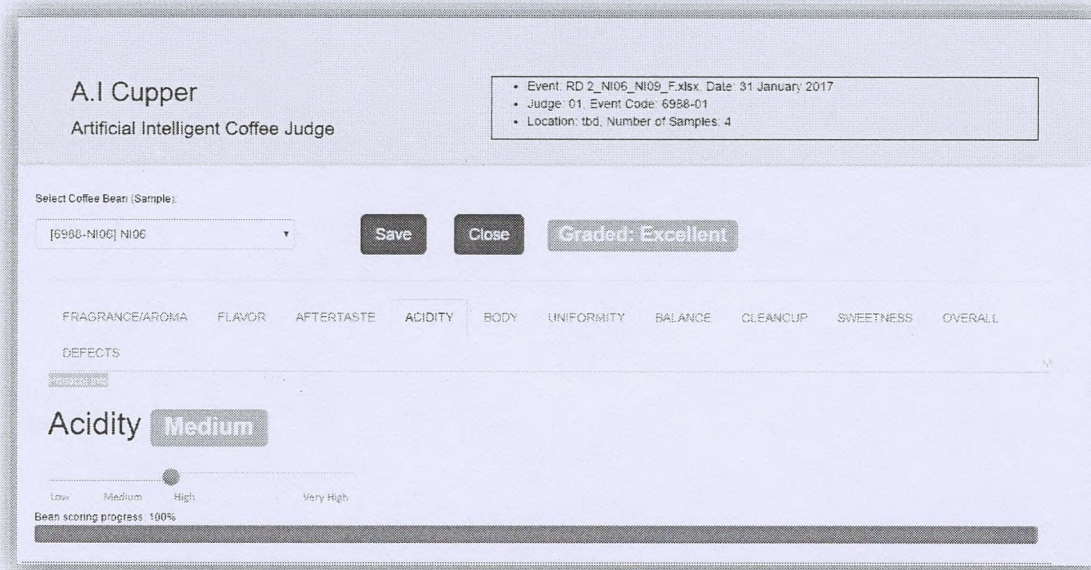 A.I Cupper
Artificial Intelligent Coffee Judge
• Event: RD 2_NI06_NI09_F.xlsx, Date: 31 January 2017
• Judge: 01, Event Code: 6988-01
• Location: tbd, Number of Samples: 4
Select Coffee Bean (Sample):
[6988-NI06] NI06
Save
Close
Graded: Excellent
FRAGRANCE/AROMA FLAVOR AFTERTASTE ACIDITY BODY UNIFORMITY BALANCE CLEANCUP SWEETNESS OVERALL
DEFECTS
Acidity Medium
Low Medium High Very High
Bean scoring progress 100%